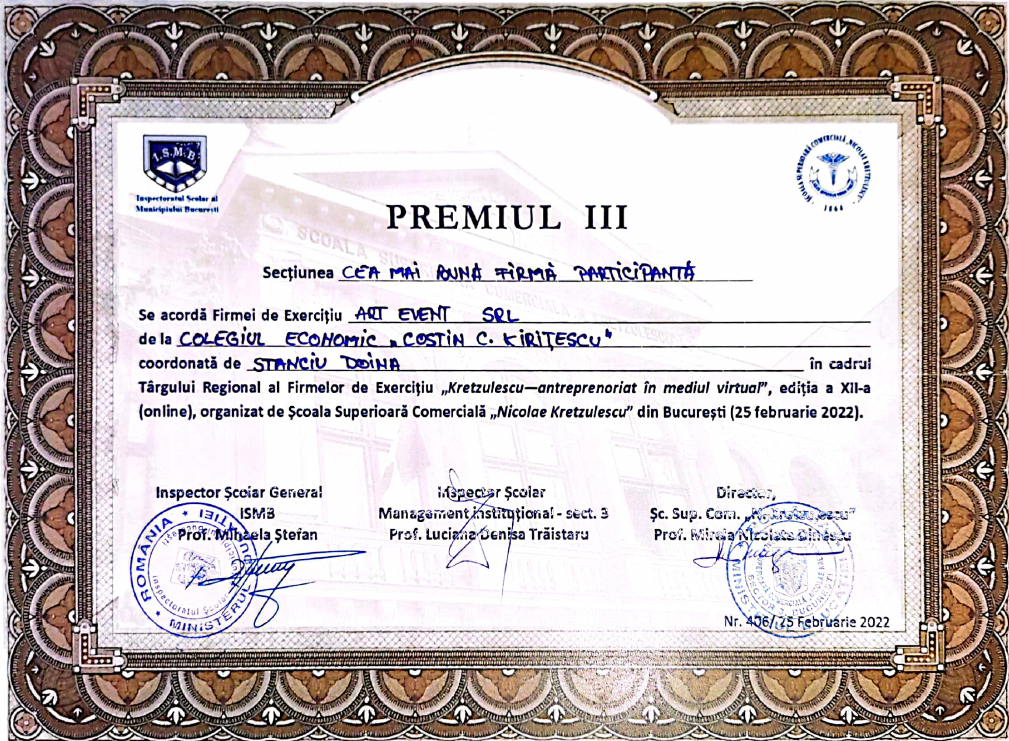 I.S.M.B.
Inspectoratul Școlar al
Municipiului București
ȘCOALA SUPERIOARĂ COMERCIALĂ „NICOLAE KRETZULESCU”
1864
PREMIUL III
Secțiunea CEA MAI BUNĂ FIRMĂ PARTICIPANTĂ
Se acordă Firmei de Exercițiu ART EVENT SRL
de la COLEGIUL ECONOMIC „COSTIN C. KIRIȚESCU"
coordonată de STANCIU DOINA în cadrul
Târgului Regional al Firmelor de Exercițiu „Kretzulescu—antreprenoriat în mediul virtual”, ediția a XII-a
(online), organizat de Școala Superioară Comercială „Nicolae Kretzulescu” din București (25 februarie 2022).
Inspector Școlar General
ISMB
Prof. Mihaela Ștefan
Inspector Școlar
Management instituțional - sect. 3
Prof. Luciana Denisa Trăistaru
Director,
Șc. Sup. Com. „N. Kretzulescu”
Prof. Mirela Nicoleta Dinescu
ROMÂNIA
MINISTERUL EDUCAȚIEI
Inspectoratul Școlar
Nr. 406/ 25 Februarie 2022